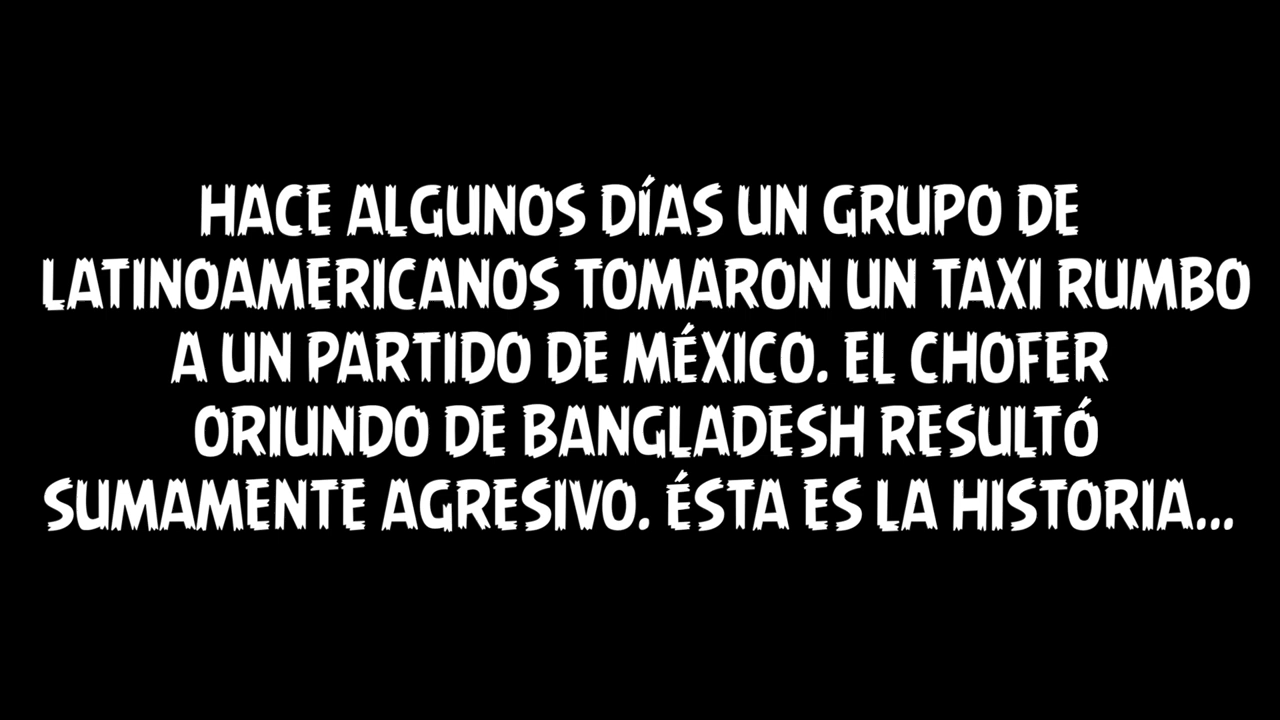 HACE ALGUNOS DÍAS UN GRUPO DE
LATINOAMERICANOS TOMARON UN TAXI RUMBO
A UN PARTIDO DE MÉXICO. EL CHOFER
ORIUNDO DE BANGLADESH RESULTÓ
SUMAMENTE AGRESIVO. ÉSTA ES LA HISTORIA...